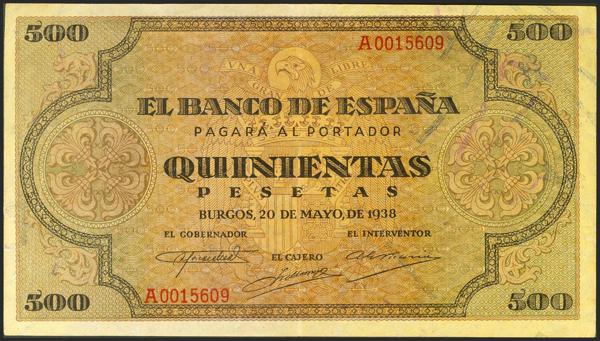 500 500
A0015609
UNA LIBRE
GRANDE
EL BANCO DE ESPAÑA
PAGARÁ AL PORTADOR
QUINIENTAS
PESETAS
BURGOS, 20 DE MAYO, DE 1938
EL GOBERNADOR EL INTERVENTOR
EL CAJERO
A0015609
500 500